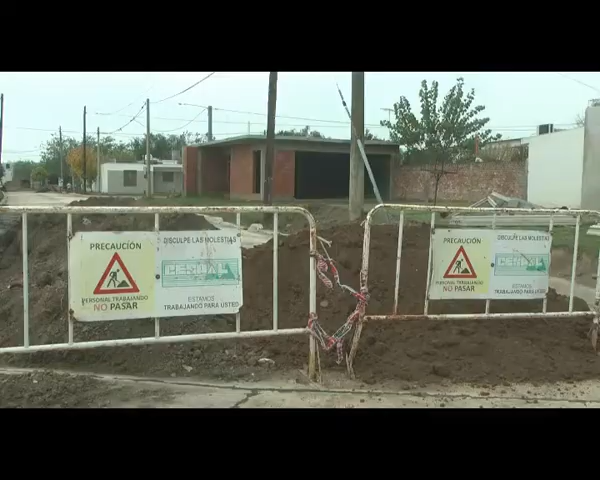 PRECAUCIÓN
PERSONAL TRABAJANDO
NO PASAR
DISCULPE LAS MOLESTIAS
ESTAMOS
TRABAJANDO PARA USTED
PRECAUCIÓN
PERSONAL TRABAJANDO
NO PASAR
DISCULPE LAS MOLESTIAS
ESTAMOS
TRABAJANDO PARA USTED